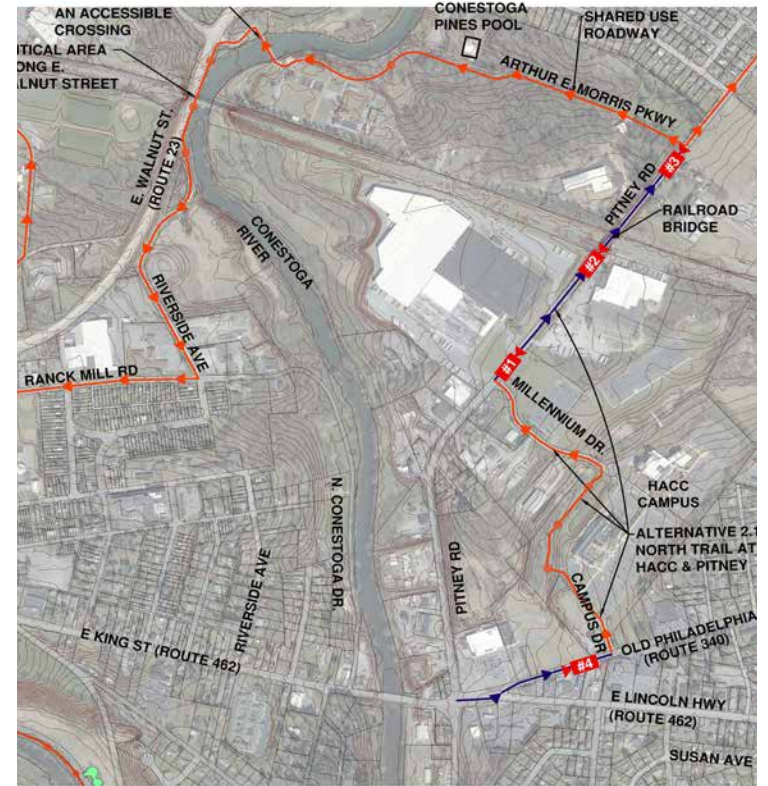 AN ACCESSIBLE
CROSSING
ITICAL AREA
ONG E.
ALNUT STREET
CONESTOGA
PINES POOL
SHARED USE
ROADWAY
ARTHUR E. MORRIS PKWY
E. WALNUT ST.
(ROUTE 23)
PITNEY RD
#3
RAILROAD
BRIDGE
#2
CONESTOGA
RIVER
RIVERSIDE AVE
RANCK MILL RD
#1
MILLENNIUM DR.
HACC
CAMPUS
N. CONESTOGA DR.
PITNEY RD
ALTERNATIVE 2.1
NORTH TRAIL AT
HACC & PITNEY
CAMPUS DR
RIVERSIDE AVE
E KING ST (ROUTE 462)
OLD PHILADELPHIA
(ROUTE 340)
#4
E LINCOLN HWY
(ROUTE 462)
SUSAN AVE